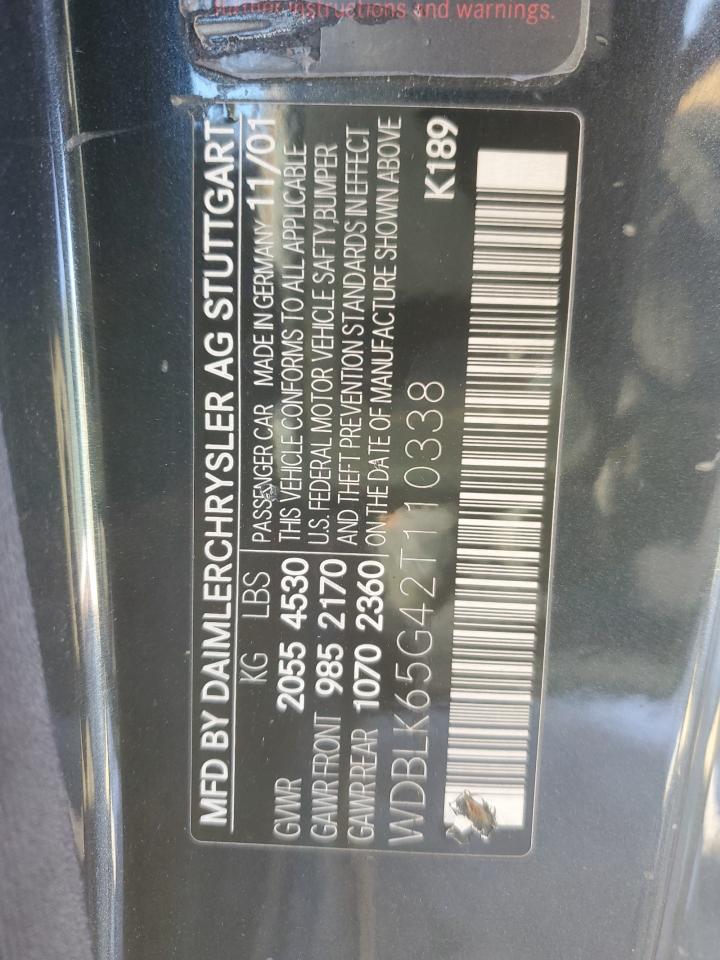 further instructions and warnings.
MFD BY DAIMLERCHRYSLER AG STUTTGART
KG LBS PASSENGER CAR MADE IN GERMANY 11/01
GVWR 2055 4530 THIS VEHICLE CONFORMS TO ALL APPLICABLE
GAWR FRONT 985 2170 U.S. FEDERAL MOTOR VEHICLE SAFTY,BUMPER
GAWR REAR 1070 2360 AND THEFT PREVENTION STANDARDS IN EFFECT
ON THE DATE OF MANUFACTURE SHOWN ABOVE
WDBLK65G42T110338 K189